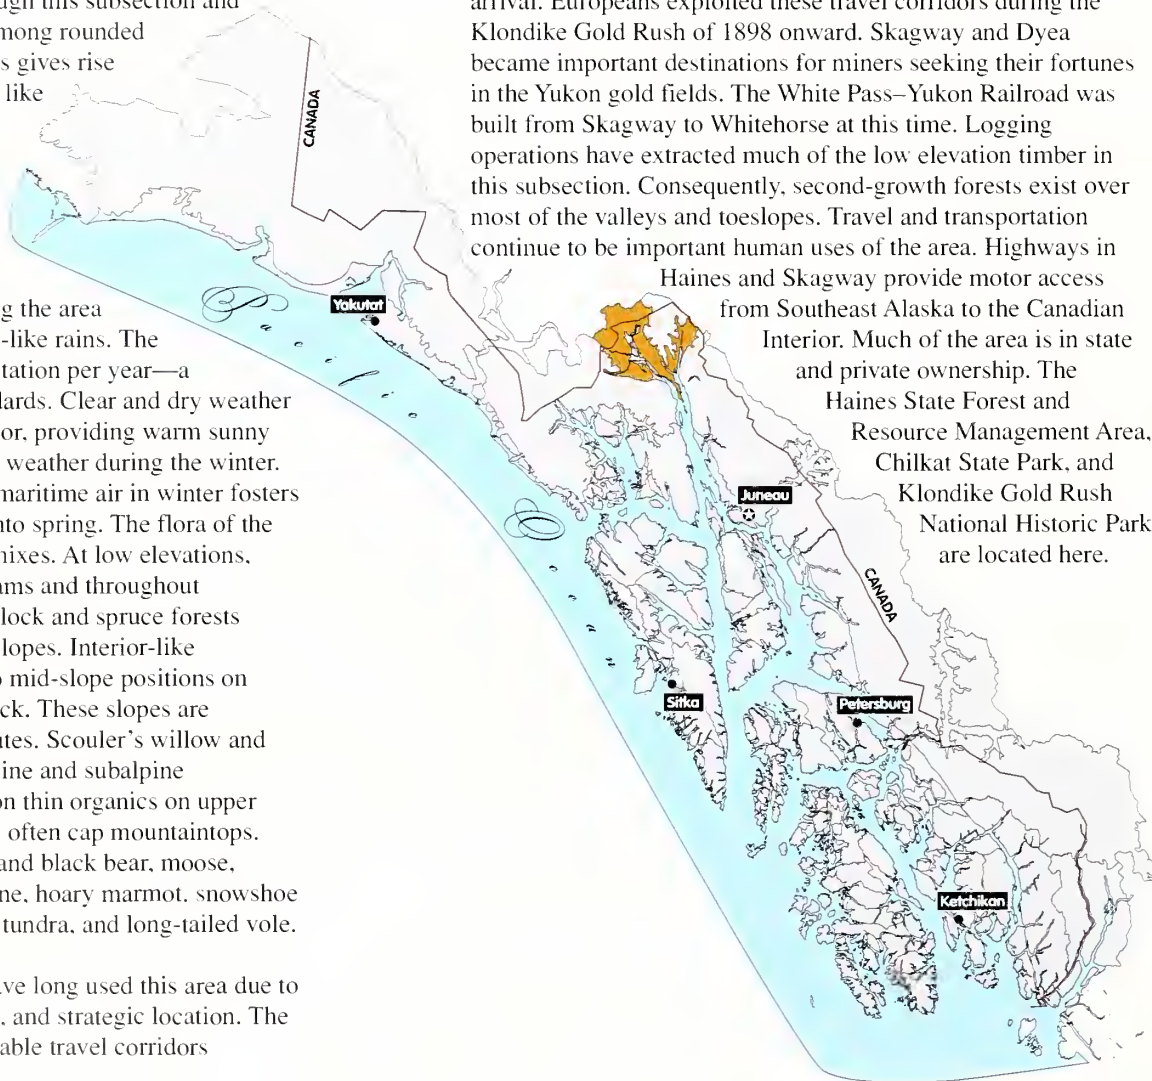 ugh this subsection and
mong rounded
s gives rise
like
g the area
-like rains. The
tation per year—a
lards. Clear and dry weather
or, providing warm sunny
weather during the winter.
maritime air in winter fosters
nto spring. The flora of the
nixes. At low elevations,
ams and throughout
lock and spruce forests
lopes. Interior-like
o mid-slope positions on
ck. These slopes are
ates. Scouler's willow and
ine and subalpine
on thin organics on upper
often cap mountaintops.
and black bear, moose,
ne, hoary marmot, snowshoe
tundra, and long-tailed vole.
ave long used this area due to
, and strategic location. The
able travel corridors
arrival. Europeans exploited these travel corridors during the
Klondike Gold Rush of 1898 onward. Skagway and Dyea
became important destinations for miners seeking their fortunes
in the Yukon gold fields. The White Pass–Yukon Railroad was
built from Skagway to Whitehorse at this time. Logging
operations have extracted much of the low elevation timber in
this subsection. Consequently, second-growth forests exist over
most of the valleys and toeslopes. Travel and transportation
continue to be important human uses of the area. Highways in
Haines and Skagway provide motor access
from Southeast Alaska to the Canadian
Interior. Much of the area is in state
and private ownership. The
Haines State Forest and
Resource Management Area,
Chilkat State Park, and
Klondike Gold Rush
National Historic Park
are located here.
CANADA
Yakutat
Pacific
Ocean
Juneau
CANADA
Sitka
Petersburg
Ketchikan